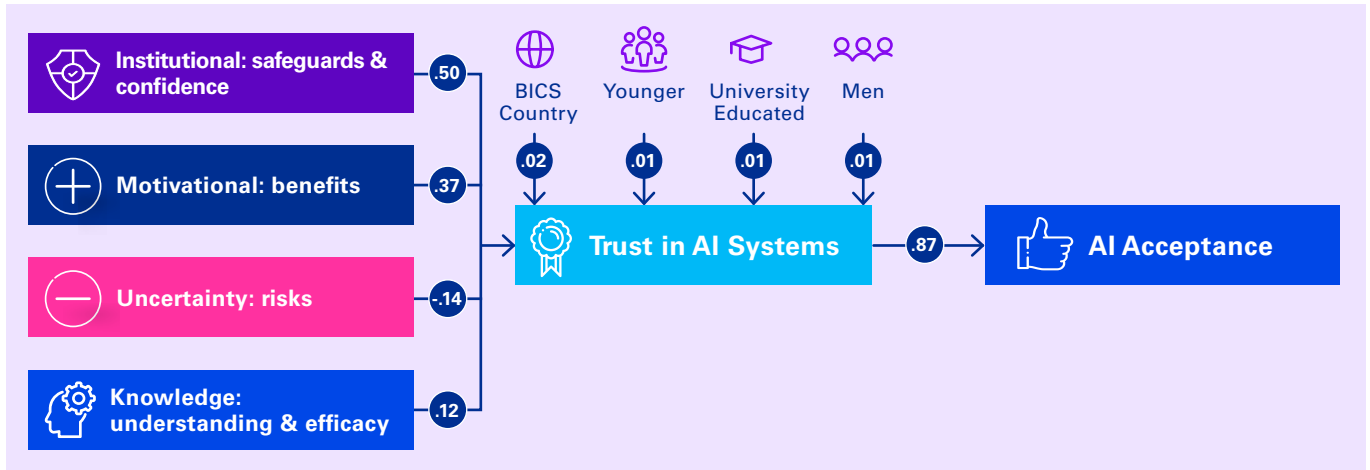 Institutional: safeguards &
confidence
.50
Motivational: benefits
.37
Uncertainty: risks
-.14
Knowledge:
understanding & efficacy
.12
BICS
Country
.02
Younger
.01
University
Educated
.01
Men
.01
Trust in AI Systems
.87
AI Acceptance